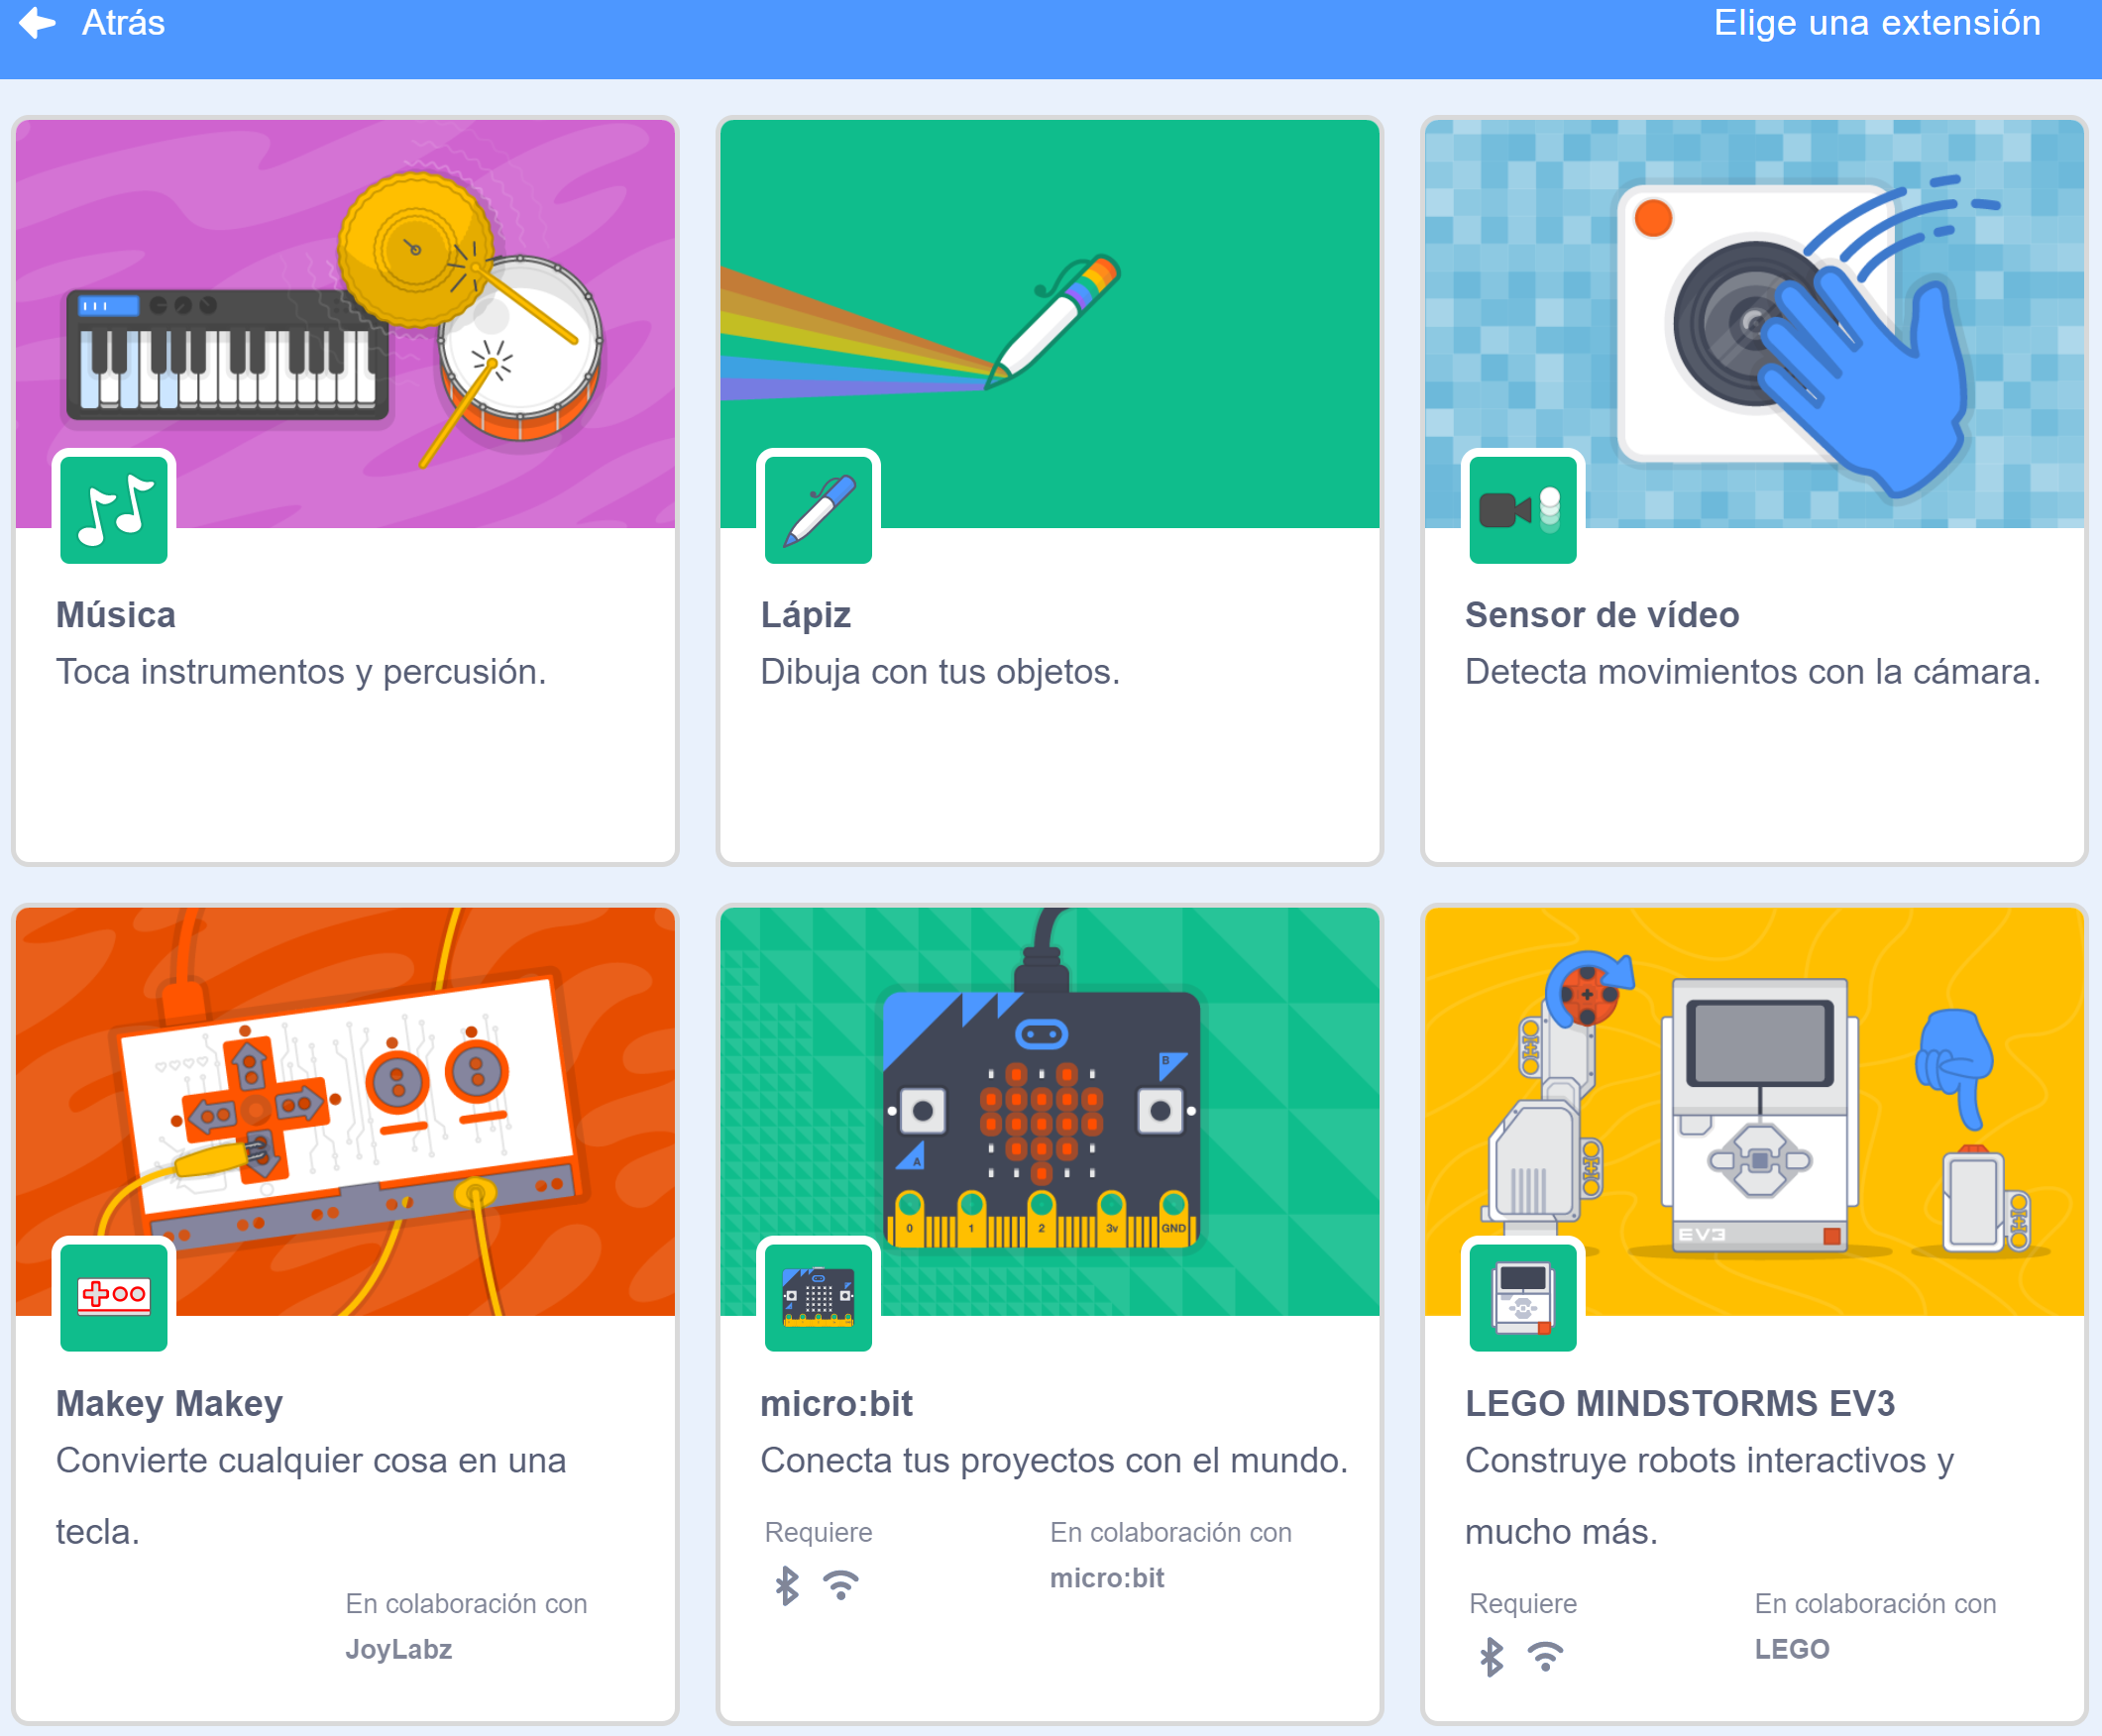 Atrás
Elige una extensión
Música
Toca instrumentos y percusión.
Lápiz
Dibuja con tus objetos.
Sensor de vídeo
Detecta movimientos con la cámara.
B
A
0 1 2 3v GND
EV3
Makey Makey
Convierte cualquier cosa en una
tecla.
En colaboración con
JoyLabz
micro:bit
Conecta tus proyectos con el mundo.
Requiere
En colaboración con
micro:bit
LEGO MINDSTORMS EV3
Construye robots interactivos y
mucho más.
Requiere
En colaboración con
LEGO